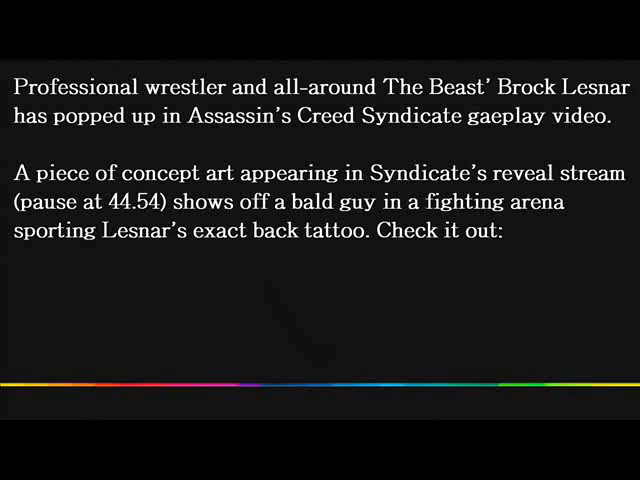 Professional wrestler and all-around The Beast’ Brock Lesnar
has popped up in Assassin’s Creed Syndicate gaeplay video.
A piece of concept art appearing in Syndicate’s reveal stream
(pause at 44.54) shows off a bald guy in a fighting arena
sporting Lesnar’s exact back tattoo. Check it out: